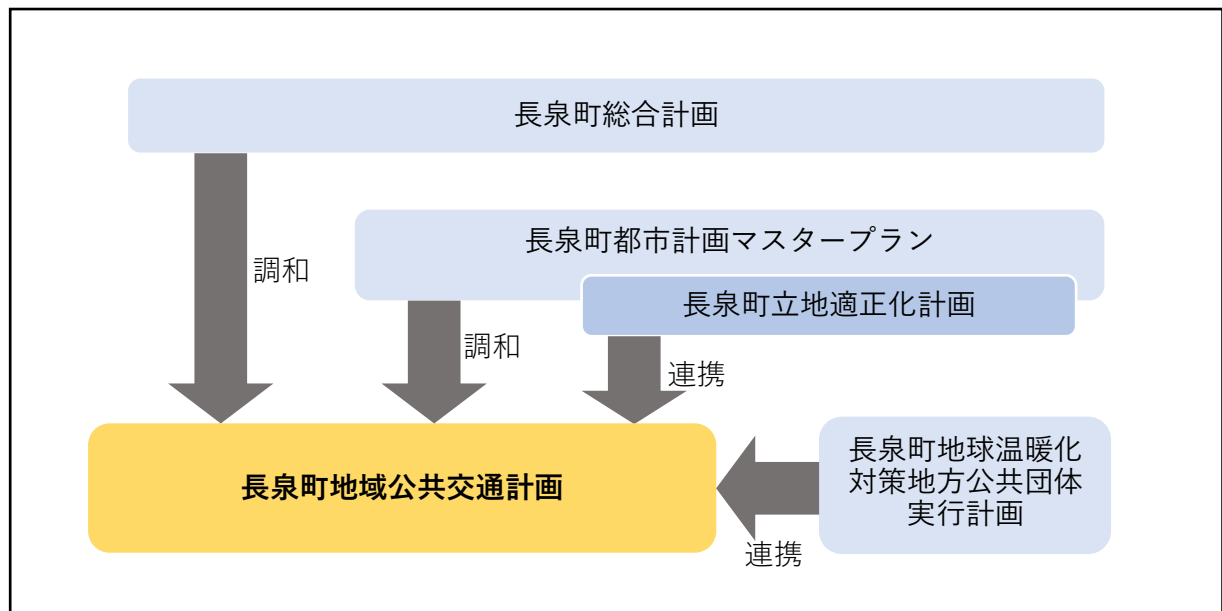 長泉町総合計画
長泉町都市計画マスタープラン
長泉町立地適正化計画
調和
調和
連携
長泉町地域公共交通計画
長泉町地球温暖化
対策地方公共団体
実行計画
連携